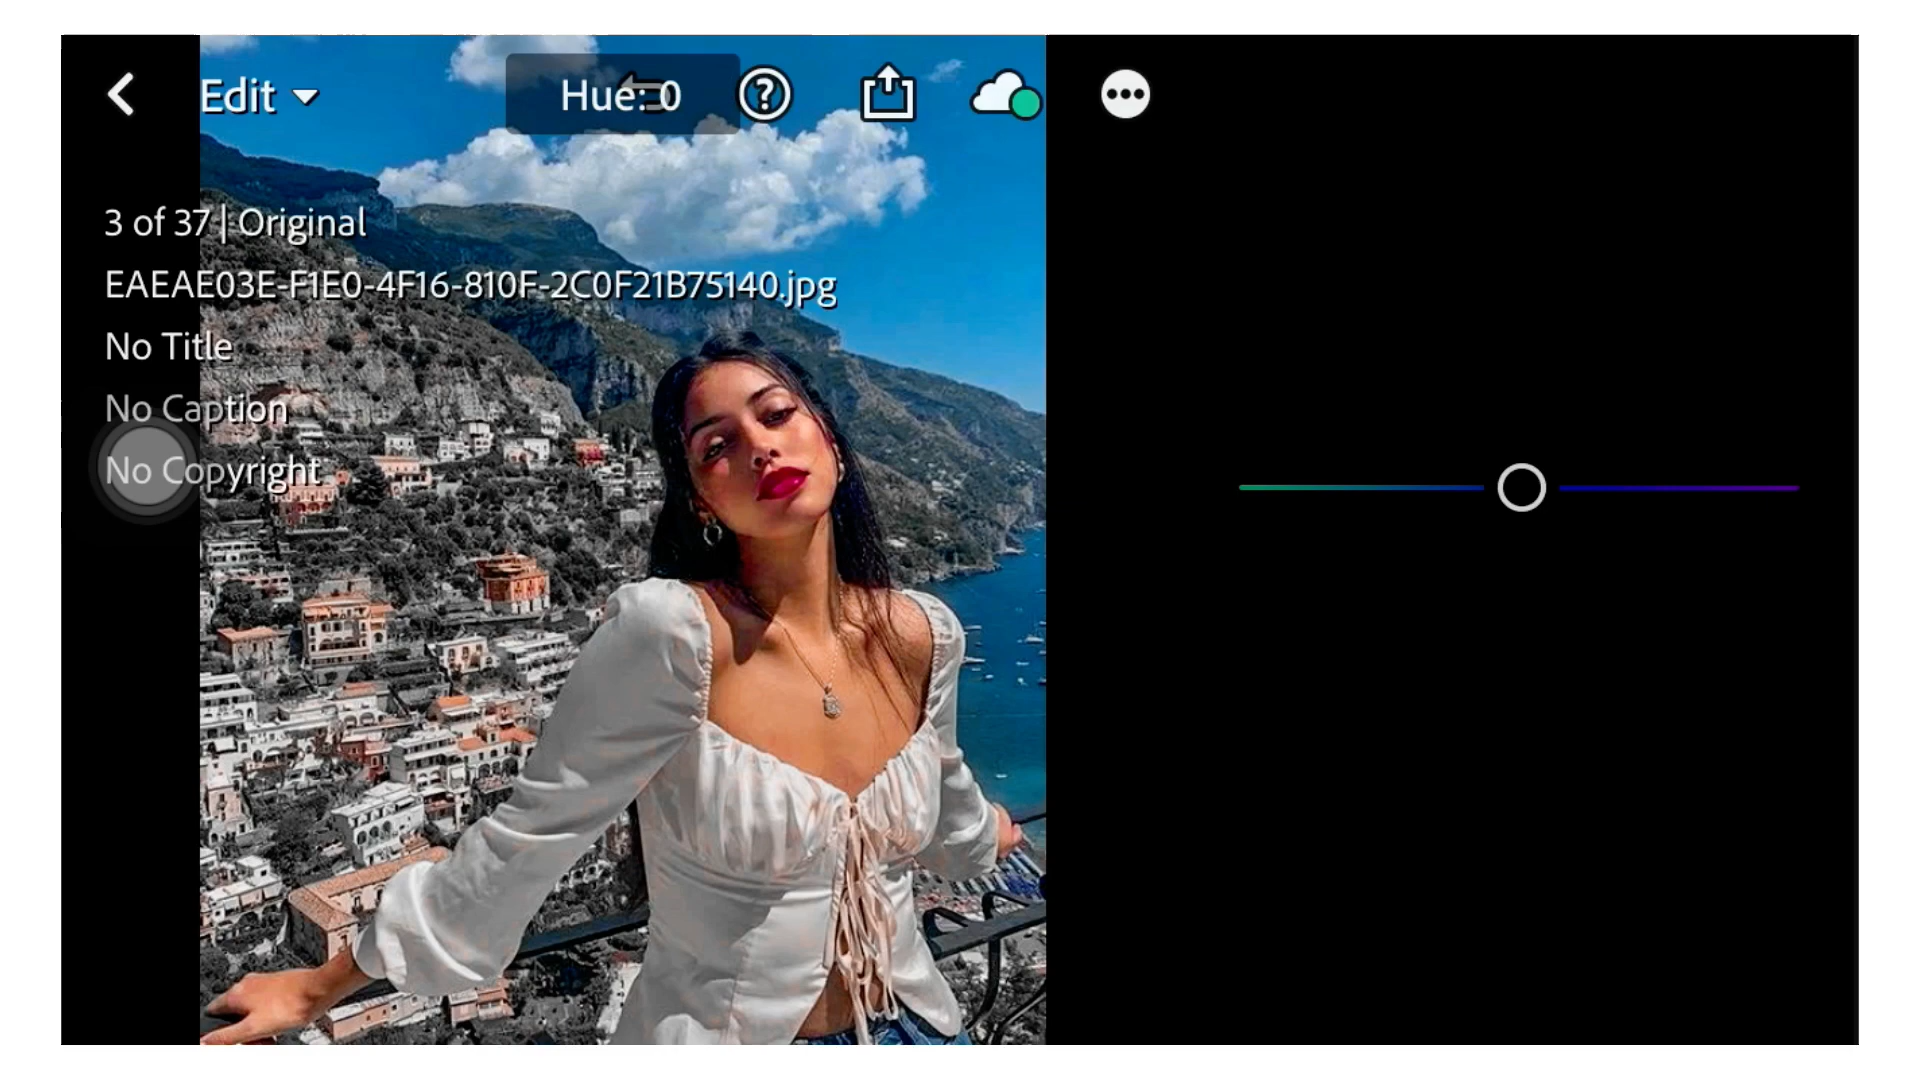 Edit
Hue: 0
3 of 37 | Original
EAEAE03E-F1E0-4F16-810F-2C0F21B75140.jpg
No Title
No Caption
No Copyright